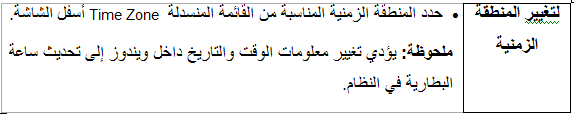 لتغيير المنطقة
الزمنية
• حدد المنطقة الزمنية المناسبة من القائمة المنسدلة Time Zone أسفل الشاشة.
ملحوظة: يؤدي تغيير معلومات الوقت والتاريخ داخل ويندوز إلى تحديث ساعة
البطارية في النظام.